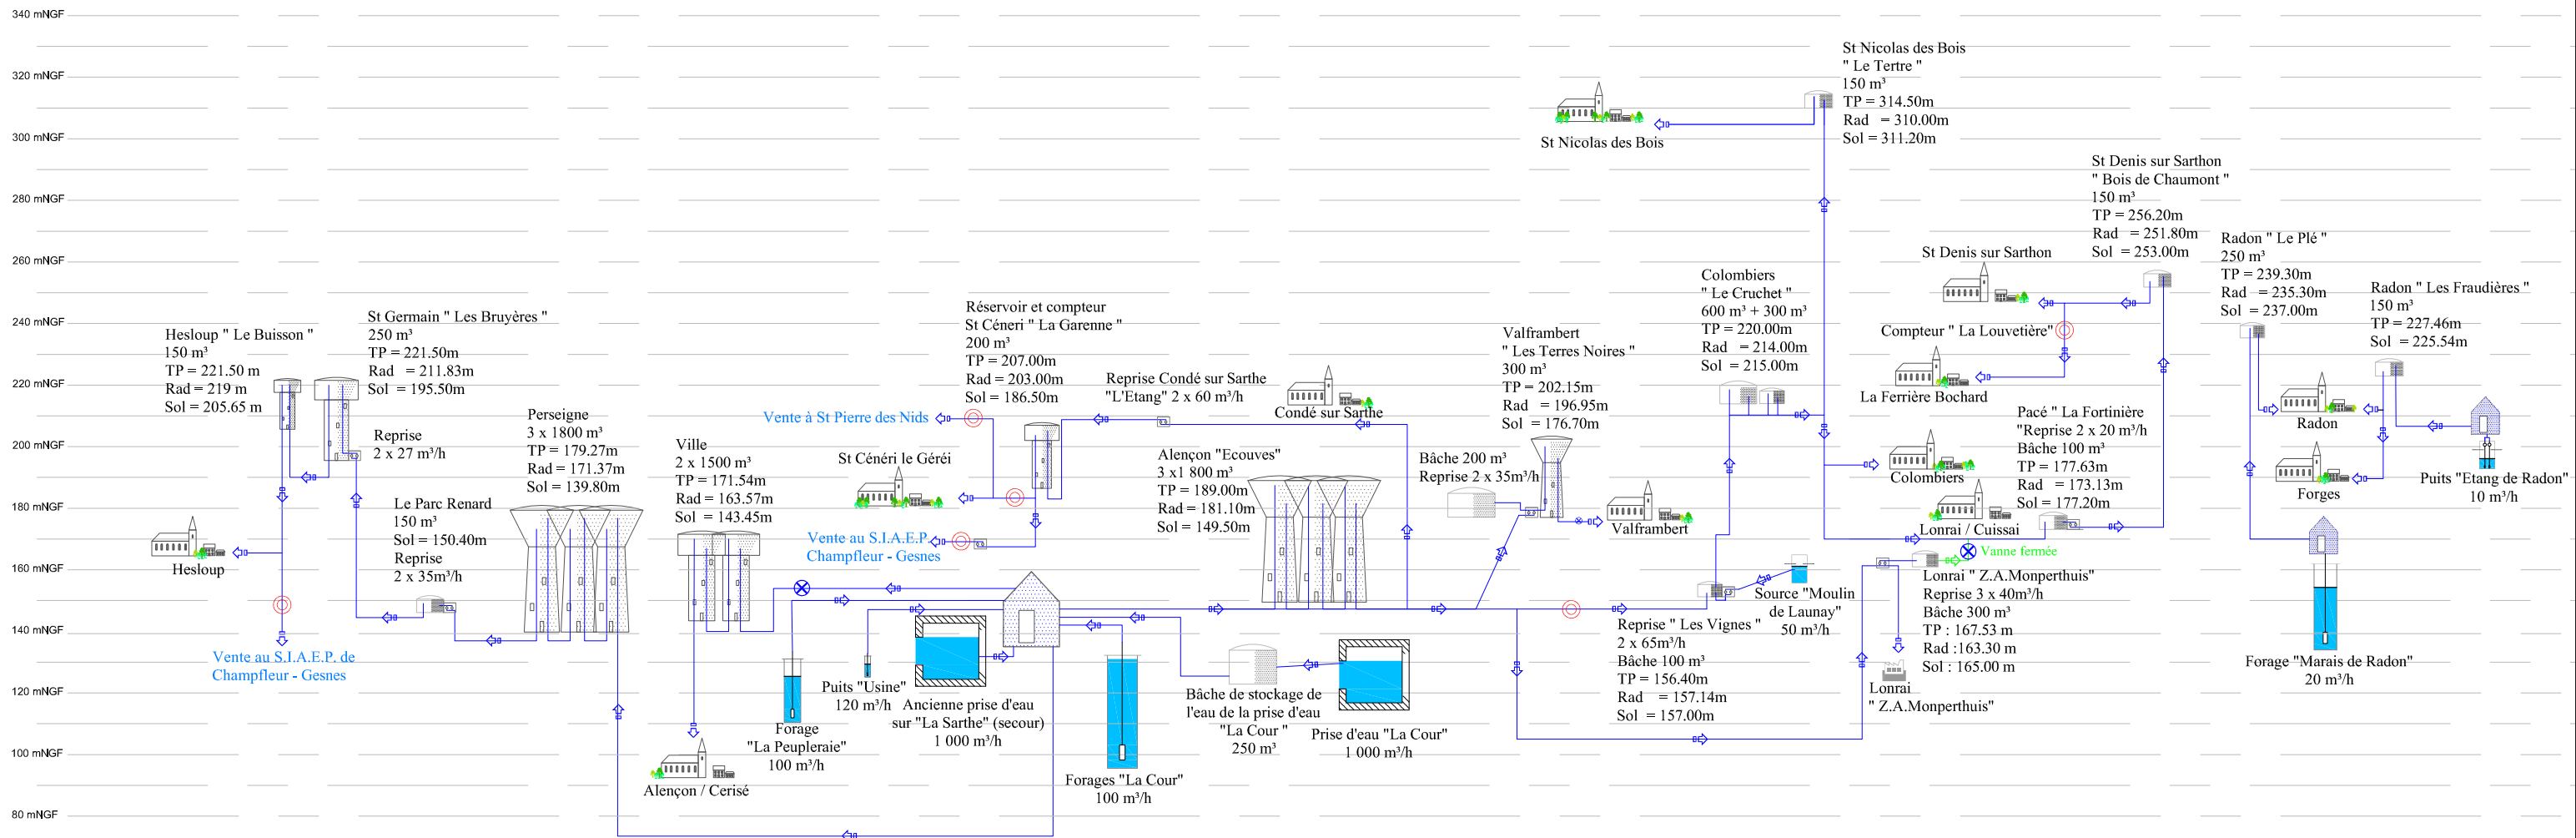 340 mNGF
320 mNGF
300 mNGF
280 mNGF
260 mNGF
240 mNGF
220 mNGF
200 mNGF
180 mNGF
160 mNGF
140 mNGF
120 mNGF
100 mNGF
80 mNGF
Hesloup " Le Buisson "
150 m³
TP = 221.50 m
Rad = 219 m
Sol = 205.65 m
St Germain " Les Bruyères "
250 m³
TP = 221.50m
Rad = 211.83m
Sol = 195.50m
Reprise
2 x 27 m³/h
Le Parc Renard
150 m³
Sol = 150.40m
Reprise
2 x 35m³/h
Hesloup
Vente au S.I.A.E.P. de
Champfleur - Gesnes
Perseigne
3 x 1800 m³
TP = 179.27m
Rad = 171.37m
Sol = 139.80m
Ville
2 x 1500 m³
TP = 171.54m
Rad = 163.57m
Sol = 143.45m
Alençon / Cerisé
Vente à St Pierre des Nids
St Cénéri le Géréi
Vente au S.I.A.E.P.
Champfleur - Gesnes
Réservoir et compteur
St Céneri " La Garenne "
200 m³
TP = 207.00m
Rad = 203.00m
Sol = 186.50m
Reprise Condé sur Sarthe
"L'Etang" 2 x 60 m³/h
Condé sur Sarthe
Alençon "Ecouves"
3 x1 800 m³
TP = 189.00m
Rad = 181.10m
Sol = 149.50m
Forage
"La Peupleraie"
100 m³/h
Puits "Usine"
120 m³/h
Ancienne prise d'eau
sur "La Sarthe" (secour)
1 000 m³/h
Forages "La Cour"
100 m³/h
Bâche de stockage de
l'eau de la prise d'eau
"La Cour "
250 m³
Prise d'eau "La Cour"
1 000 m³/h
Bâche 200 m³
Reprise 2 x 35m³/h
Valframbert
" Les Terres Noires "
300 m³
TP = 202.15m
Rad = 196.95m
Sol = 176.70m
Valframbert
St Nicolas des Bois
St Nicolas des Bois
" Le Tertre "
150 m³
TP = 314.50m
Rad = 310.00m
Sol = 311.20m
Colombiers
" Le Cruchet "
600 m³ + 300 m³
TP = 220.00m
Rad = 214.00m
Sol = 215.00m
Reprise " Les Vignes "
2 x 65m³/h
Bâche 100 m³
TP = 156.40m
Rad = 157.14m
Sol = 157.00m
Source "Moulin
de Launay"
50 m³/h
St Denis sur Sarthon
Compteur " La Louvetière"
La Ferrière Bochard
St Denis sur Sarthon
" Bois de Chaumont "
150 m³
TP = 256.20m
Rad = 251.80m
Sol = 253.00m
Colombiers
Lonrai / Cuissai
Vanne fermée
Pacé " La Fortinière
"Reprise 2 x 20 m³/h
Bâche 100 m³
TP = 177.63m
Rad = 173.13m
Sol = 177.20m
Lonrai " Z.A.Monperthuis"
Reprise 3 x 40m³/h
Bâche 300 m³
TP : 167.53 m
Rad :163.30 m
Sol : 165.00 m
Lonrai
" Z.A.Monperthuis"
Radon " Le Plé "
250 m³
TP = 239.30m
Rad = 235.30m
Sol = 237.00m
Radon " Les Fraudières "
150 m³
TP = 227.46m
Sol = 225.54m
Radon
Forges
Puits "Etang de Radon"
10 m³/h
Forage "Marais de Radon"
20 m³/h